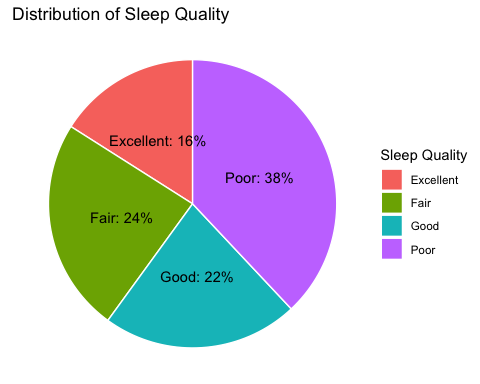 Distribution of Sleep Quality
Excellent: 16%
Poor: 38%
Fair: 24%
Good: 22%
Sleep Quality
Excellent
Fair
Good
Poor